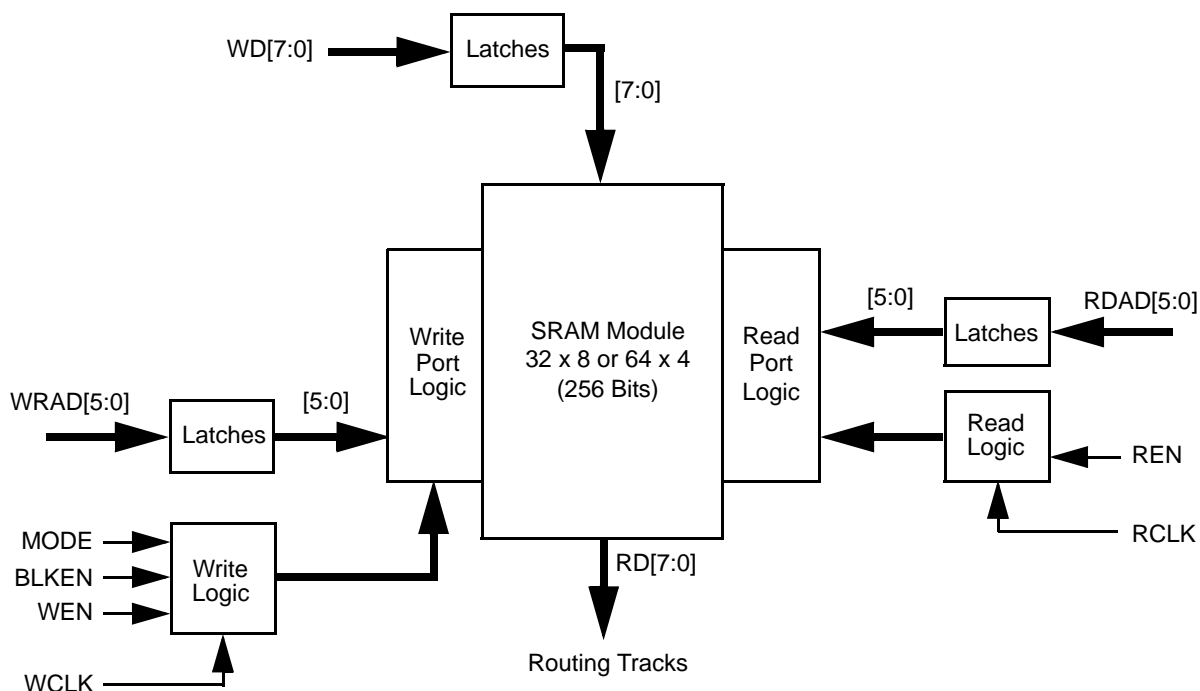 WD[7:0]
Latches
[7:0]
Write
Port
Logic
SRAM Module
32 x 8 or 64 x 4
(256 Bits)
Read
Port
Logic
[5:0]
Latches
RDAD[5:0]
WRAD[5:0]
Latches
[5:0]
Read
Logic
REN
RCLK
MODE
BLKEN
WEN
WCLK
Write
Logic
RD[7:0]
Routing Tracks